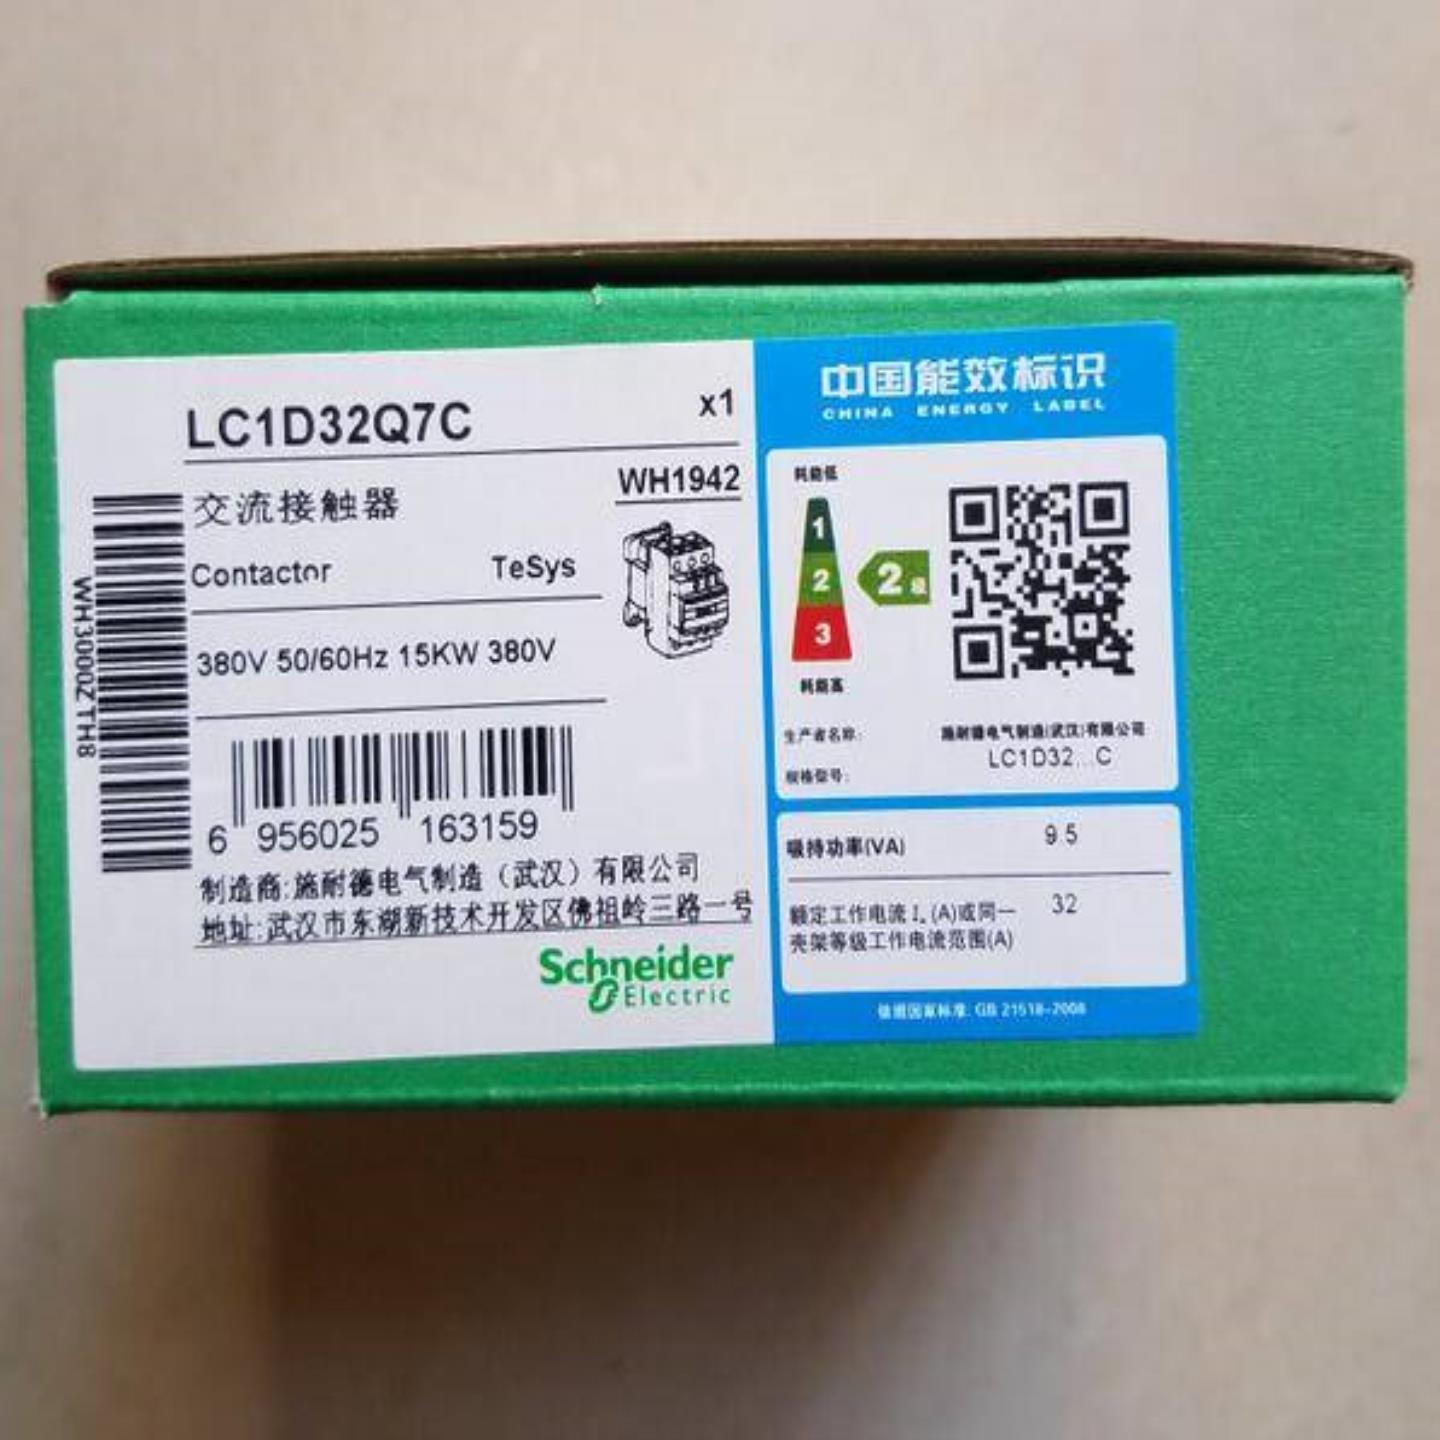 LC1D32Q7C x1
WH1942
交流接触器
Contactor TeSys
380V 50/60Hz 15KW 380V
WH3000ZTH8
6 956025 163159
制造商:施耐德电气制造(武汉)有限公司
地址:武汉市东湖新技术开发区佛祖岭三路一号
Schneider
Electric
中国能效标识
CHINA ENERGY LABEL
耗能低
1
2
3
2级
耗能高
生产者名称: 施耐德电气制造(武汉)有限公司
规格型号: LC1D32...C
吸持功率(VA) 9.5
额定工作电流Iₑ(A)或同一 32
壳架等级工作电流范围(A)
依据国家标准: GB 21518-2008